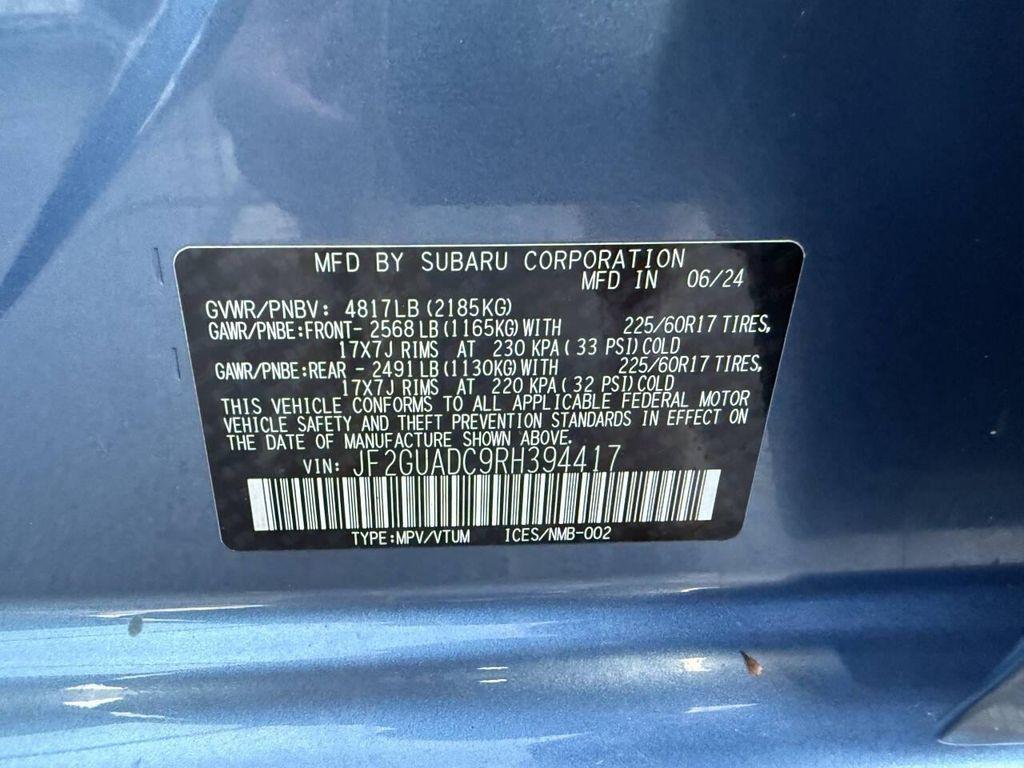 MFD BY SUBARU CORPORATION
MFD IN 06/24
GVWR/PNBV: 4817LB (2185KG)
GAWR/PNBE:FRONT- 2568 LB (1165KG) WITH 225/60R17 TIRES,
17X7J RIMS AT 230 KPA ( 33 PSI) COLD
GAWR/PNBE:REAR - 2491 LB (1130KG) WITH 225/60R17 TIRES,
17X7J RIMS AT 220 KPA ( 32 PSI) COLD
THIS VEHICLE CONFORMS TO ALL APPLICABLE FEDERAL MOTOR
VEHICLE SAFETY AND THEFT PREVENTION STANDARDS IN EFFECT ON
THE DATE OF MANUFACTURE SHOWN ABOVE.
VIN: JF2GUADC9RH394417
TYPE:MPV/VTUM ICES/NMB-002